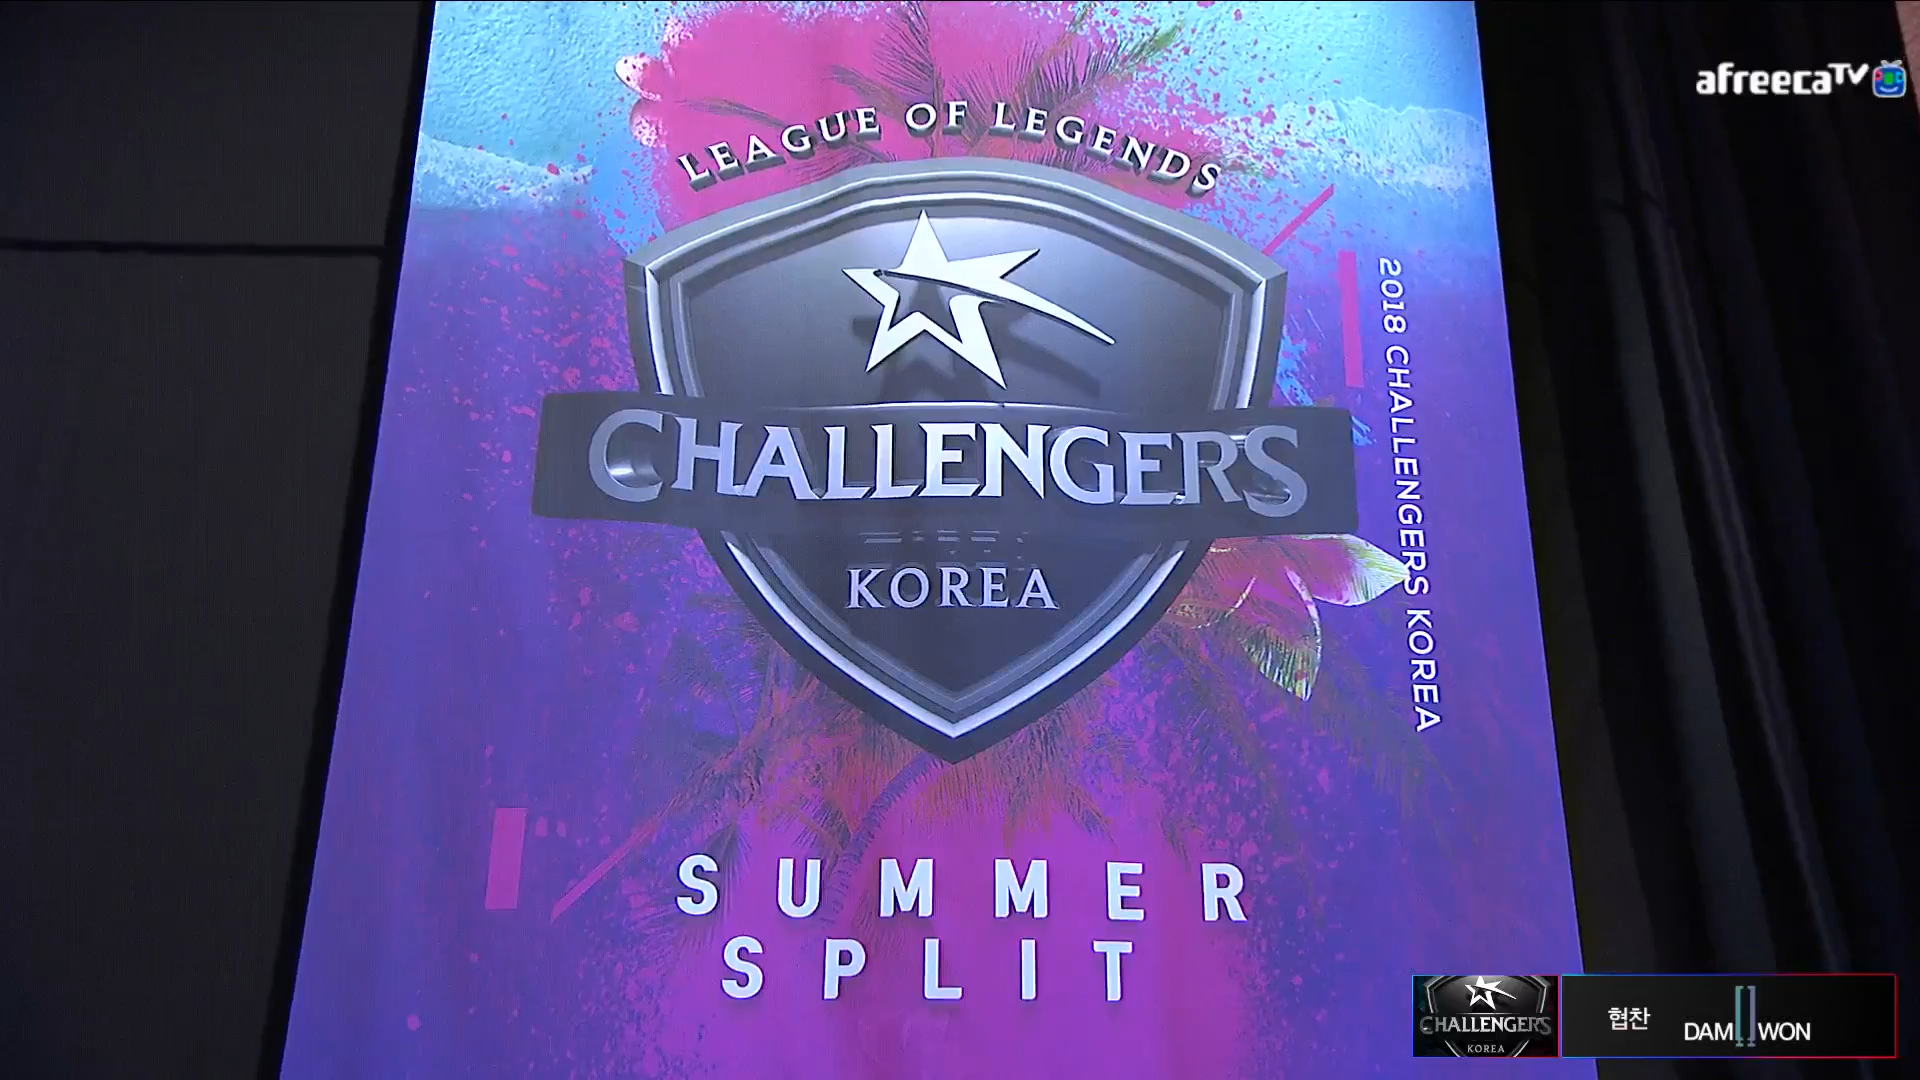 afreecaTV
LEAGUE OF LEGENDS
CHALLENGERS
KOREA
2018 CHALLENGERS KOREA
SUMMER
SPLIT
CHALLENGERS
KOREA
협찬
DAMWON